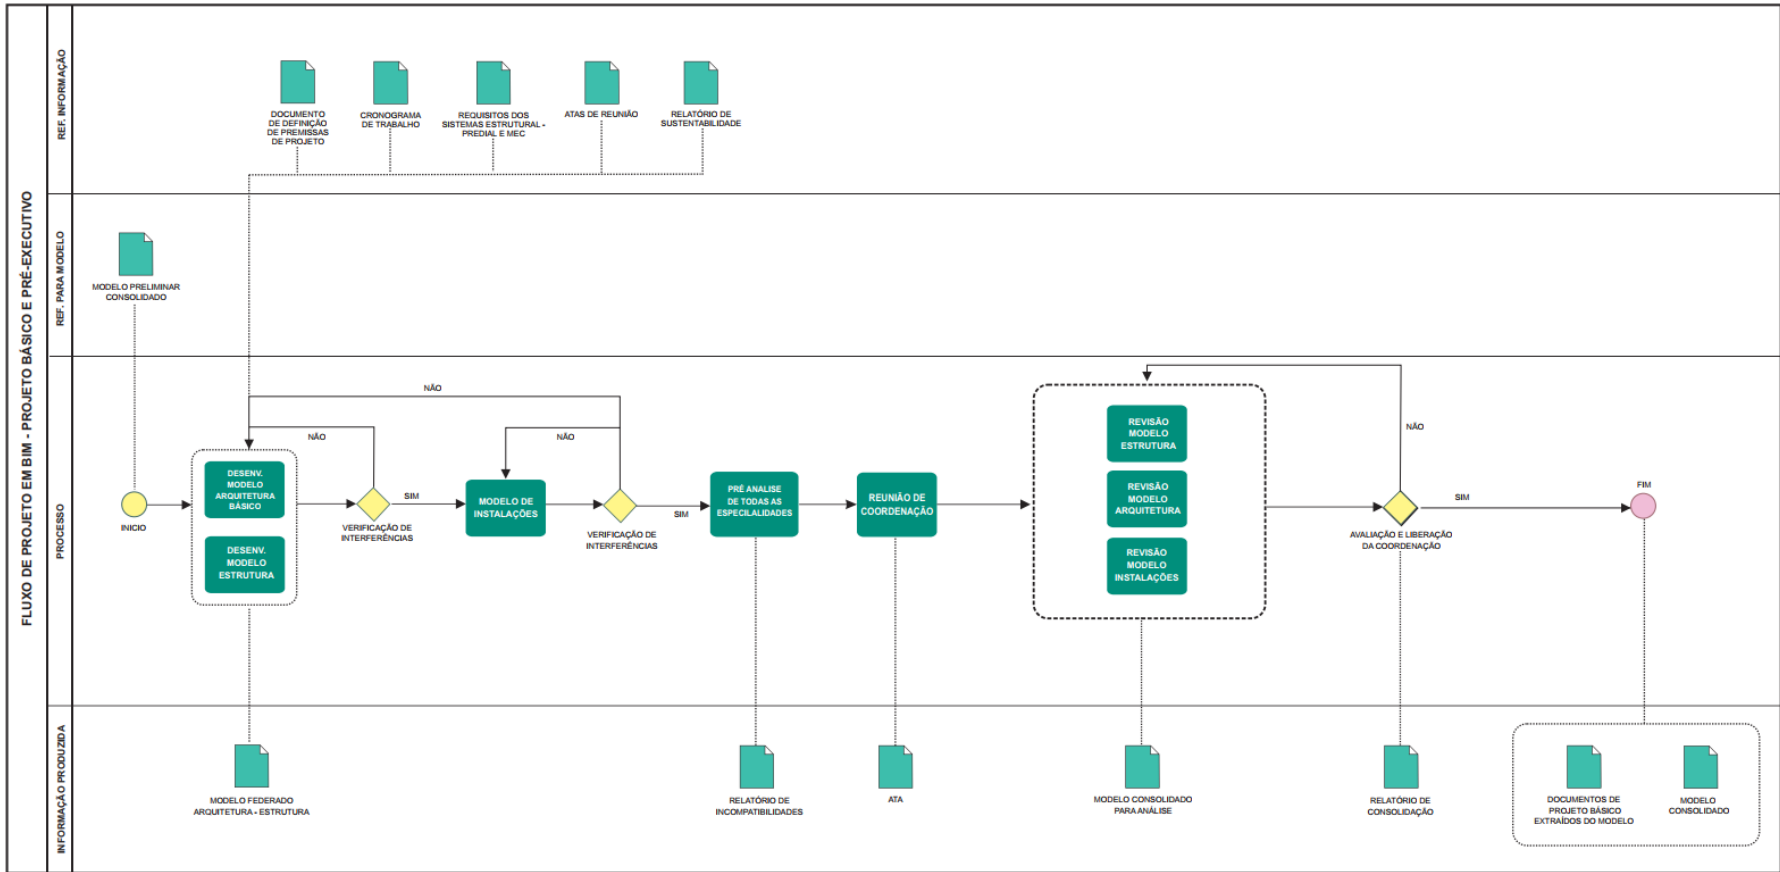 FLUXO DE PROJETO EM BIM - PROJETO BÁSICO E PRÉ-EXECUTIVO
REF. INFORMAÇÃO
DOCUMENTO
DE DEFINIÇÃO
DE PREMISSAS
DE PROJETO
CRONOGRAMA
DE TRABALHO
REQUISITOS DOS
SISTEMAS ESTRUTURAL -
PREDIAL E MEC
ATAS DE REUNIÃO
RELATÓRIO DE
SUSTENTABILIDADE
REF. PARA MODELO
MODELO PRELIMINAR
CONSOLIDADO
PROCESSO
INICIO
DESENV.
MODELO
ARQUITETURA
BÁSICO
DESENV.
MODELO
ESTRUTURA
NÃO
NÃO
VERIFICAÇÃO DE
INTERFERÊNCIAS
SIM
MODELO DE
INSTALAÇÕES
NÃO
VERIFICAÇÃO DE
INTERFERÊNCIAS
SIM
PRÉ ANALISE
DE TODAS AS
ESPECILALIDADES
REUNIÃO DE
COORDENAÇÃO
REVISÃO
MODELO
ESTRUTURA
REVISÃO
MODELO
ARQUITETURA
REVISÃO
MODELO
INSTALAÇÕES
NÃO
AVALIAÇÃO E LIBERAÇÃO
DA COORDENAÇÃO
SIM
FIM
INFORMAÇÃO PRODUZIDA
MODELO FEDERADO
ARQUITETURA - ESTRUTURA
RELATÓRIO DE
INCOMPATIBILIDADES
ATA
MODELO CONSOLIDADO
PARA ANÁLISE
RELATÓRIO DE
CONSOLIDAÇÃO
DOCUMENTOS DE
PROJETO BÁSICO
EXTRAÍDOS DO MODELO
MODELO
CONSOLIDADO